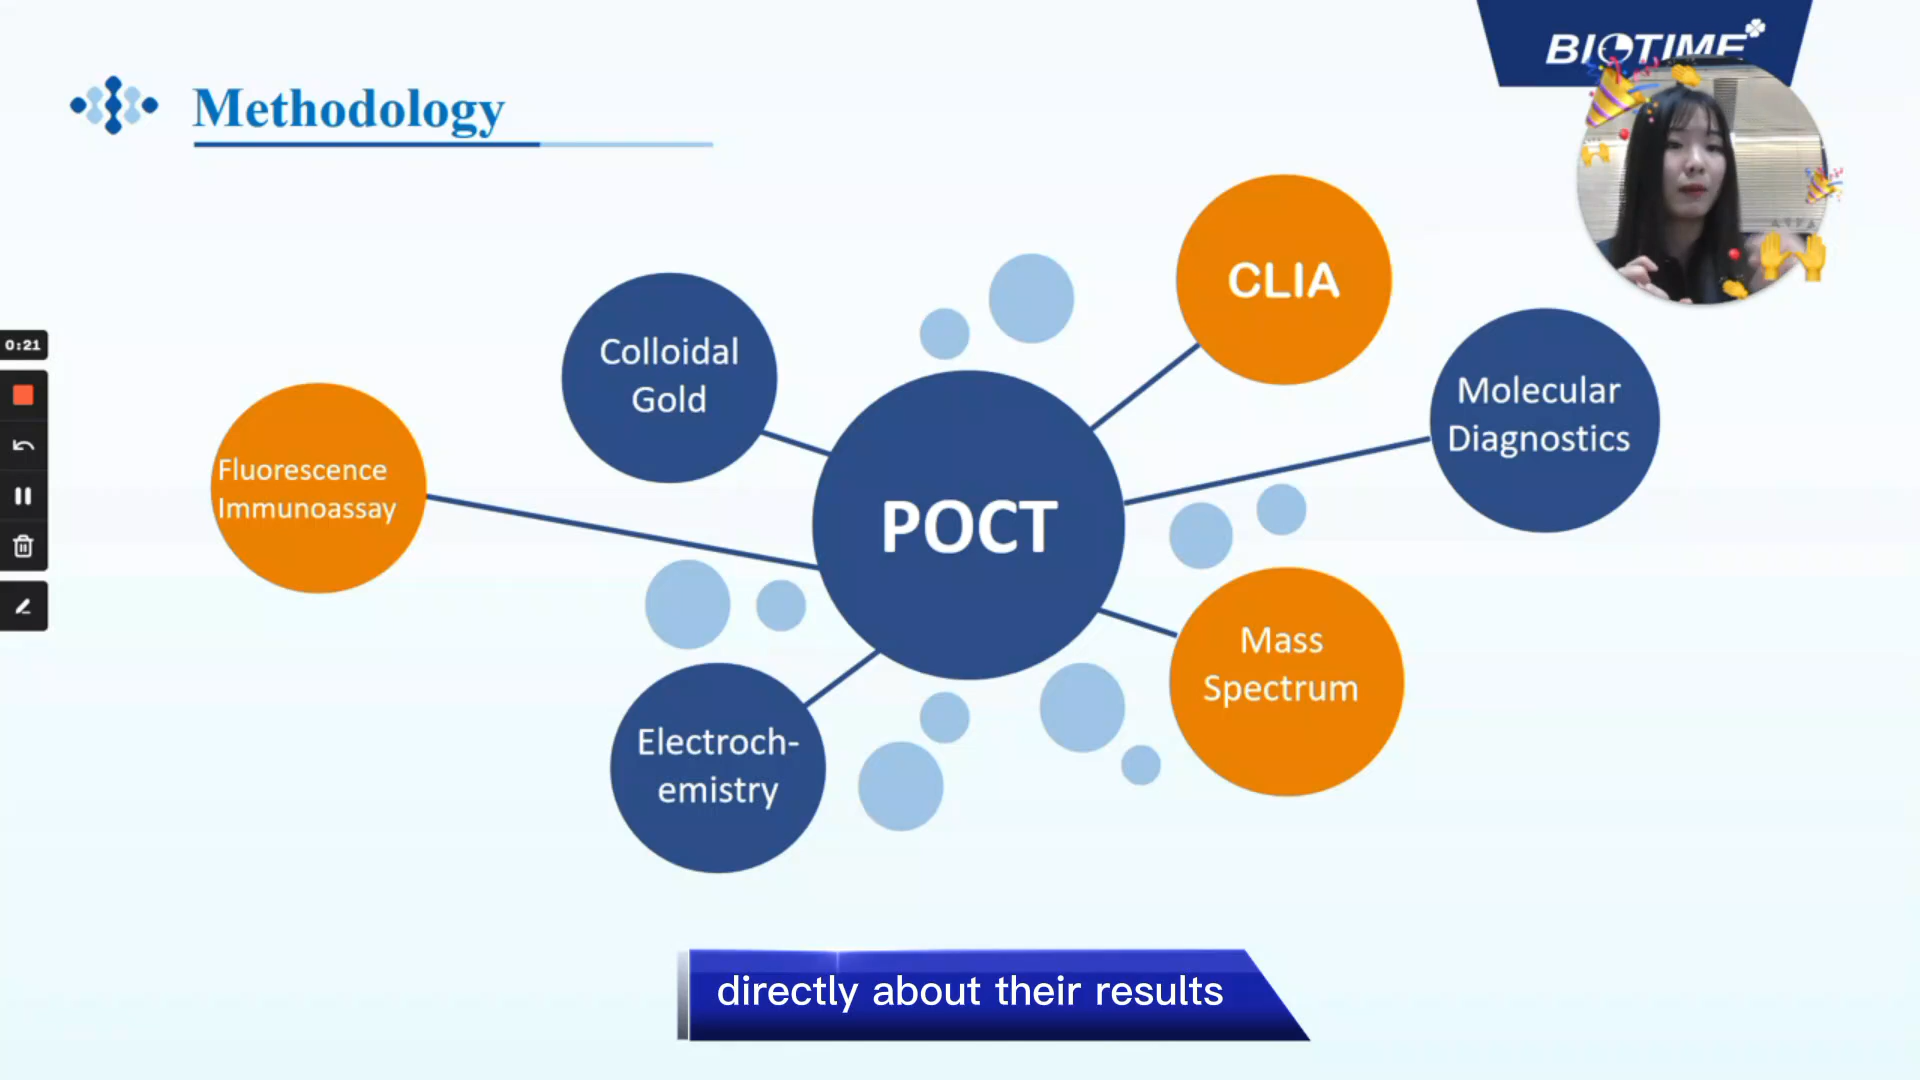 BIOTIME
Methodology
CLIA
Colloidal
Gold
Molecular
Diagnostics
Fluorescence
Immunoassay
POCT
Mass
Spectrum
Electroch-
emistry
0:21
directly about their results